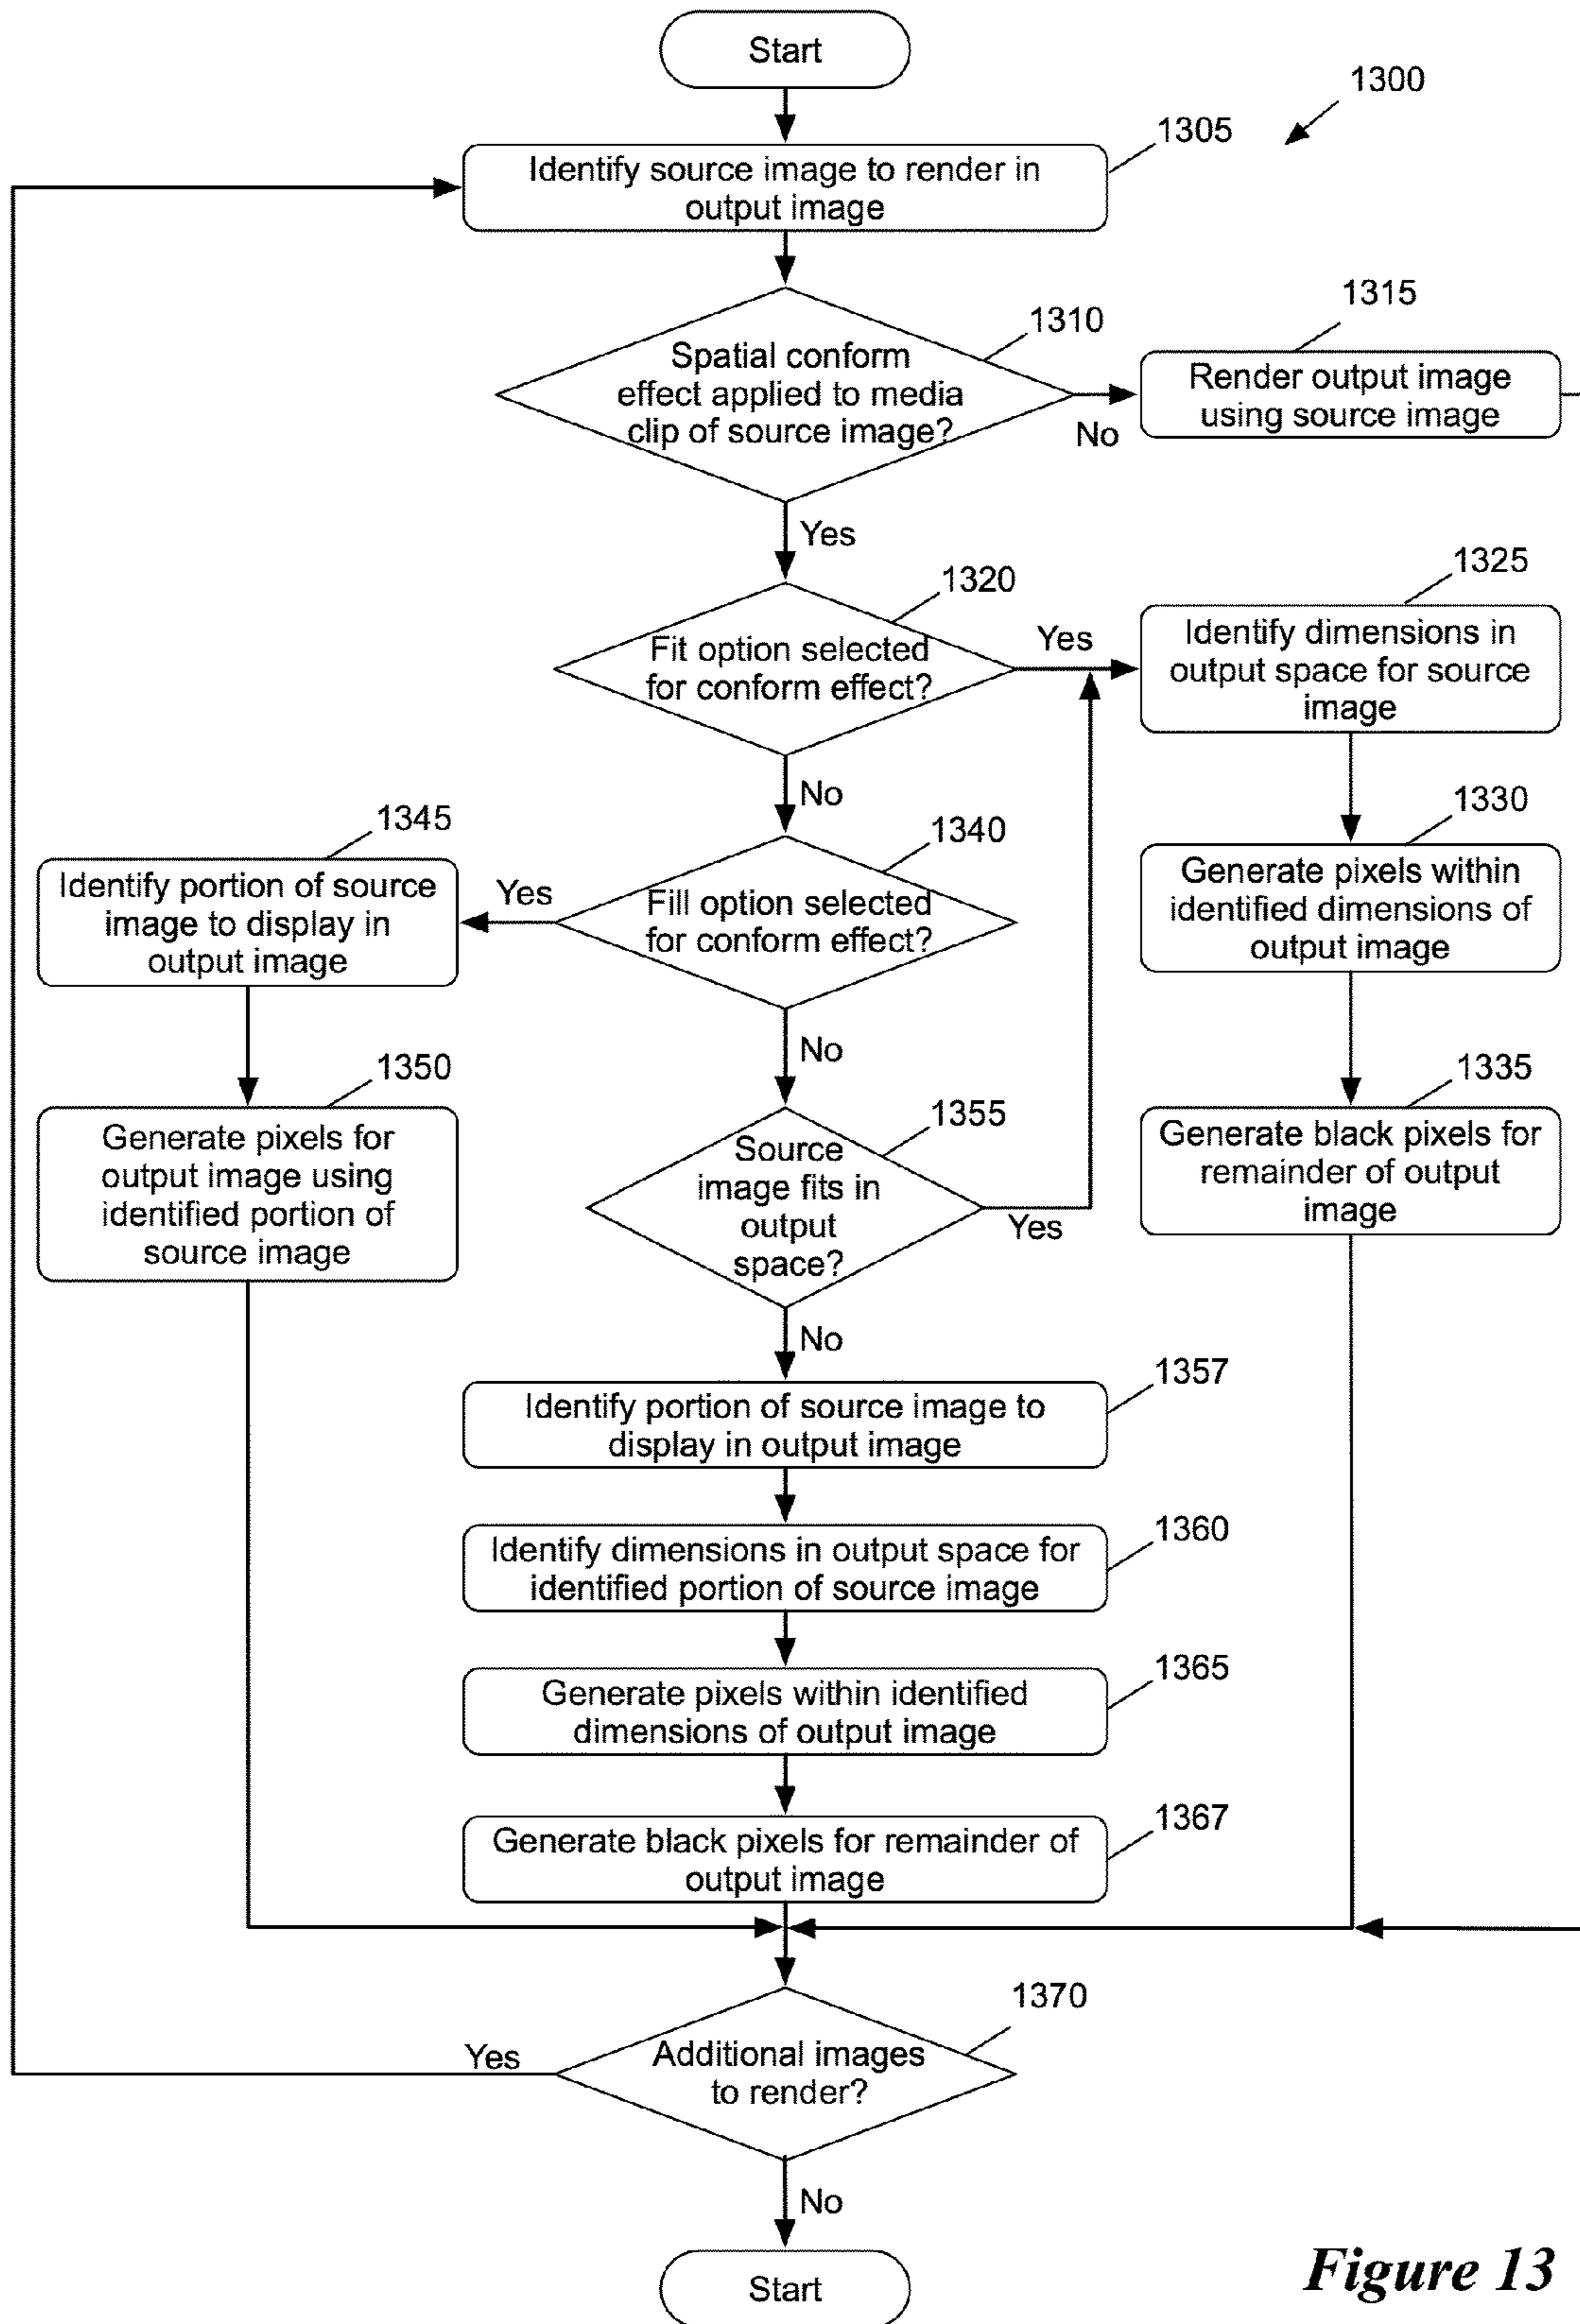 Start
1300
1305
Identify source image to render in
output image
1310
Spatial conform
effect applied to media
clip of source image?
No
1315
Render output image
using source image
Yes
1320
Fit option selected
for conform effect?
Yes
1325
Identify dimensions in
output space for source
image
No
1330
Generate pixels within
identified dimensions of
output image
1340
Fill option selected
for conform effect?
Yes
1345
Identify portion of source
image to display in
output image
No
1350
Generate pixels for
output image using
identified portion of
source image
1355
Source
image fits in
output
space?
Yes
1335
Generate black pixels for
remainder of output
image
No
1357
Identify portion of source image to
display in output image
1360
Identify dimensions in output space for
identified portion of source image
1365
Generate pixels within identified
dimensions of output image
1367
Generate black pixels for remainder of
output image
1370
Additional images
to render?
Yes
No
Start
Figure 13